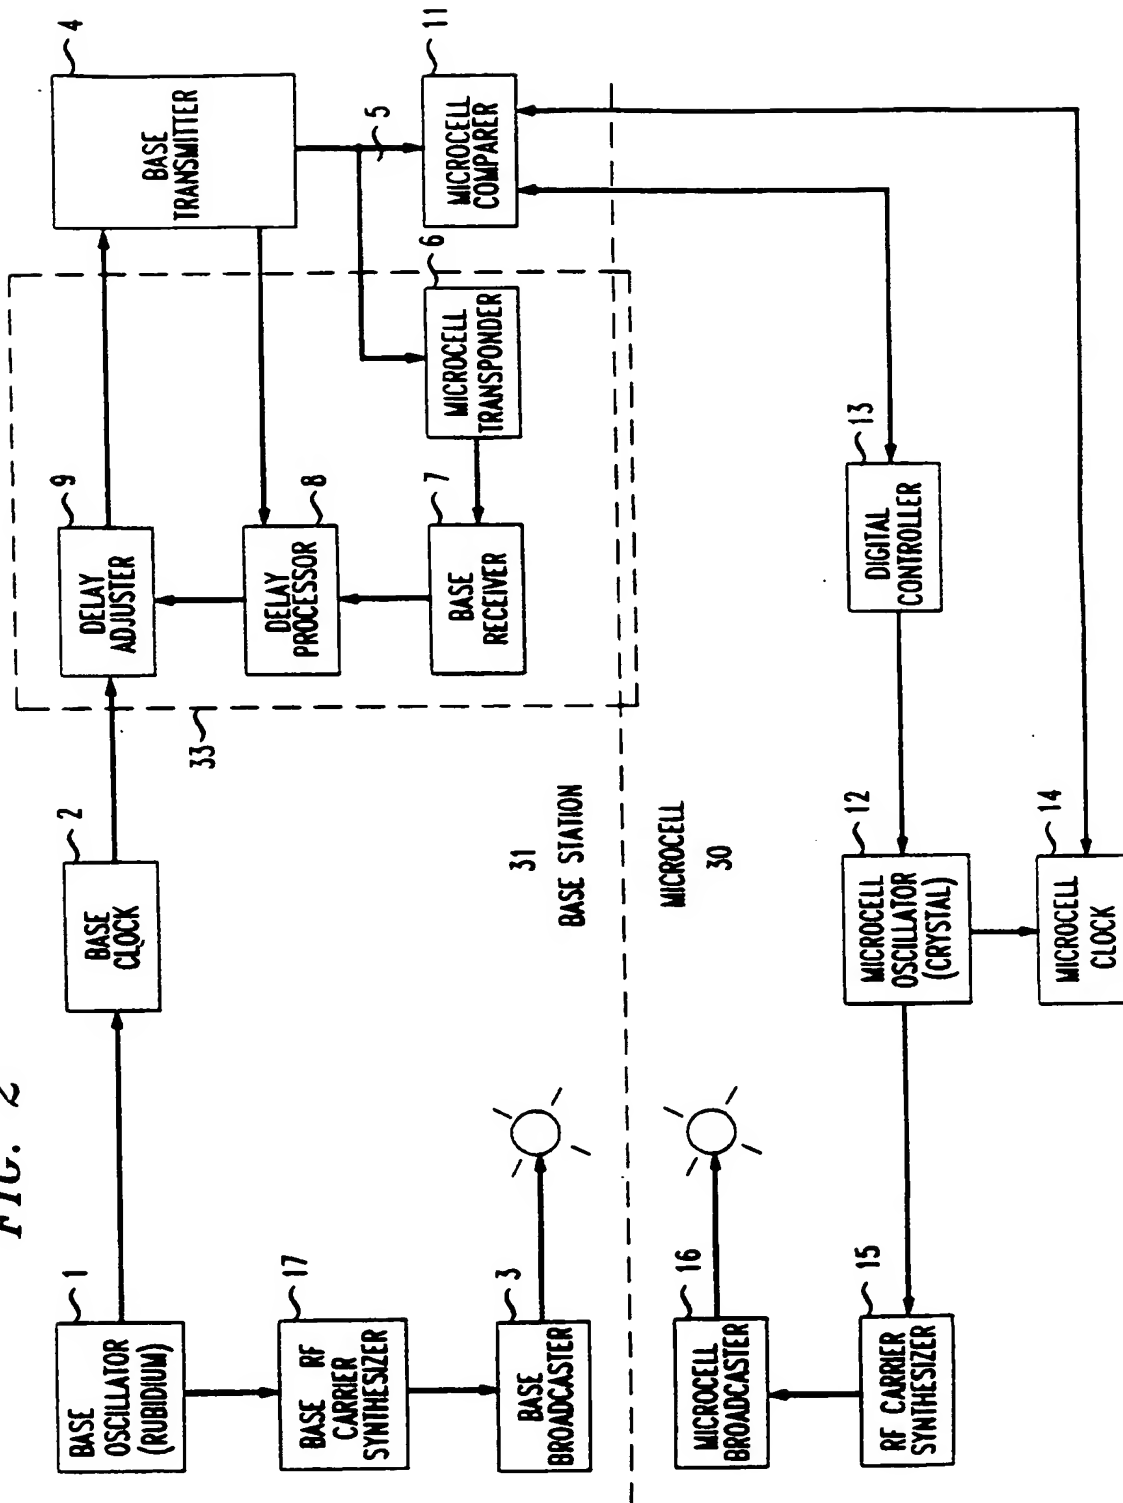 FIG. 2
1
BASE
OSCILLATOR
(RUBIDIUM)
2
BASE
CLOCK
9
DELAY
ADJUSTER
4
BASE
TRANSMITTER
17
BASE RF
CARRIER
SYNTHESIZER
33
8
DELAY
PROCESSOR
5
3
BASE
BROADCASTER
7
BASE
RECEIVER
6
MICROCELL
TRANSPONDER
11
MICROCELL
COMPARER
31
BASE STATION
MICROCELL
30
16
MICROCELL
BROADCASTER
15
RF CARRIER
SYNTHESIZER
12
MICROCELL
OSCILLATOR
(CRYSTAL)
13
DIGITAL
CONTROLLER
14
MICROCELL
CLOCK